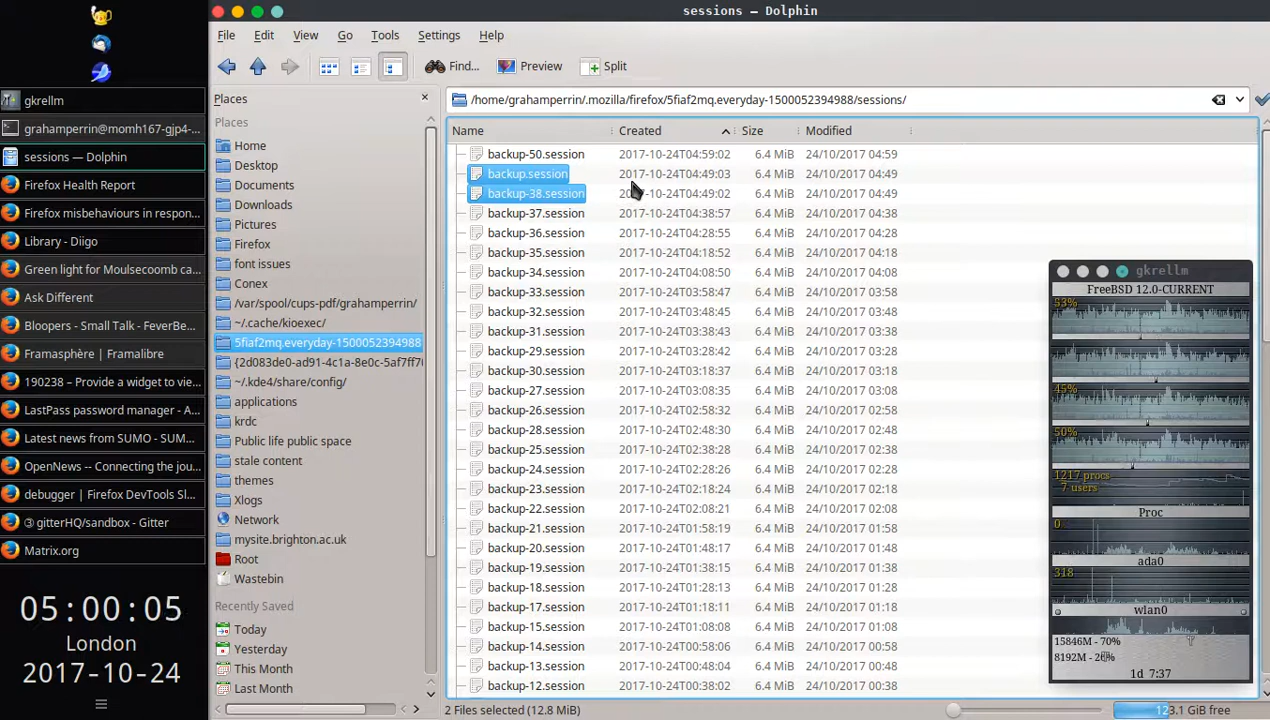 sessions — Dolphin
File Edit View Go Tools Settings Help
Find... Preview Split
gkrellm
grahamperrin@momh167-gjp4-...
sessions — Dolphin
Firefox Health Report
Firefox misbehaviours in respon...
Library - Diigo
Green light for Moulsecoomb ca...
Ask Different
Bloopers - Small Talk - FeverBe...
Framasphère | Framalibre
190238 – Provide a widget to vie...
LastPass password manager - A...
Latest news from SUMO - SUM...
OpenNews -- Connecting the jou...
debugger | Firefox DevTools Sl...
③ gitterHQ/sandbox - Gitter
Matrix.org
05:00:05
London
2017-10-24
Places
Places
Home
Desktop
Documents
Downloads
Pictures
Firefox
font issues
Conex
/var/spool/cups-pdf/grahamperrin/
~/.cache/kioexec/
5fiaf2mq.everyday-1500052394988
{2d083de0-ad91-4c1a-8e0c-5af7ff7(
~/.kde4/share/config/
applications
krdc
Public life public space
stale content
themes
Xlogs
Network
mysite.brighton.ac.uk
Root
Wastebin
Recently Saved
Today
Yesterday
This Month
Last Month
/home/grahamperrin/.mozilla/firefox/5fiaf2mq.everyday-1500052394988/sessions/
Name Created Size Modified
backup-50.session 2017-10-24T04:59:02 6.4 MiB 24/10/2017 04:59
backup.session 2017-10-24T04:49:03 6.4 MiB 24/10/2017 04:49
backup-38.session 2017-10-24T04:49:02 6.4 MiB 24/10/2017 04:49
backup-37.session 2017-10-24T04:38:57 6.4 MiB 24/10/2017 04:38
backup-36.session 2017-10-24T04:28:55 6.4 MiB 24/10/2017 04:28
backup-35.session 2017-10-24T04:18:52 6.4 MiB 24/10/2017 04:18
backup-34.session 2017-10-24T04:08:50 6.4 MiB 24/10/2017 04:08
backup-33.session 2017-10-24T03:58:47 6.4 MiB 24/10/2017 03:58
backup-32.session 2017-10-24T03:48:45 6.4 MiB 24/10/2017 03:48
backup-31.session 2017-10-24T03:38:43 6.4 MiB 24/10/2017 03:38
backup-29.session 2017-10-24T03:28:42 6.4 MiB 24/10/2017 03:28
backup-30.session 2017-10-24T03:18:37 6.4 MiB 24/10/2017 03:18
backup-27.session 2017-10-24T03:08:35 6.4 MiB 24/10/2017 03:08
backup-26.session 2017-10-24T02:58:32 6.4 MiB 24/10/2017 02:58
backup-28.session 2017-10-24T02:48:30 6.4 MiB 24/10/2017 02:48
backup-25.session 2017-10-24T02:38:28 6.4 MiB 24/10/2017 02:38
backup-24.session 2017-10-24T02:28:26 6.4 MiB 24/10/2017 02:28
backup-23.session 2017-10-24T02:18:24 6.4 MiB 24/10/2017 02:18
backup-22.session 2017-10-24T02:08:21 6.4 MiB 24/10/2017 02:08
backup-21.session 2017-10-24T01:58:19 6.4 MiB 24/10/2017 01:58
backup-20.session 2017-10-24T01:48:17 6.4 MiB 24/10/2017 01:48
backup-19.session 2017-10-24T01:38:15 6.4 MiB 24/10/2017 01:38
backup-18.session 2017-10-24T01:28:13 6.4 MiB 24/10/2017 01:28
backup-17.session 2017-10-24T01:18:11 6.4 MiB 24/10/2017 01:18
backup-15.session 2017-10-24T01:08:08 6.4 MiB 24/10/2017 01:08
backup-14.session 2017-10-24T00:58:06 6.4 MiB 24/10/2017 00:58
backup-13.session 2017-10-24T00:48:04 6.4 MiB 24/10/2017 00:48
backup-12.session 2017-10-24T00:38:02 6.4 MiB 24/10/2017 00:38
2 Files selected (12.8 MiB) 123.1 GiB free
gkrellm
FreeBSD 12.0-CURRENT
53%
45%
50%
1217 procs
7 users
Proc
0
ada0
318
wlan0
15846M - 70%
8192M -
1d 7:37